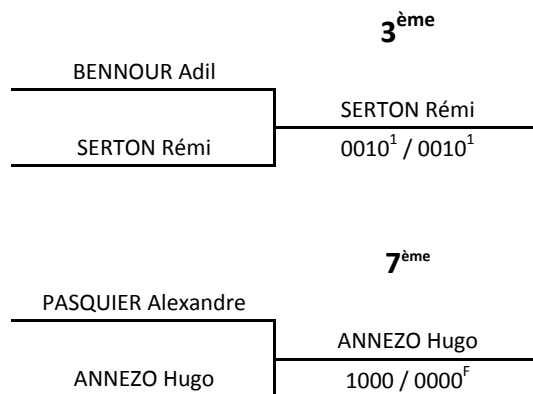 3ème
BENNOUR Adil
SERTON Rémi
SERTON Rémi
0010¹ / 0010¹
7ème
PASQUIER Alexandre
ANNEZO Hugo
ANNEZO Hugo
1000 / 0000F